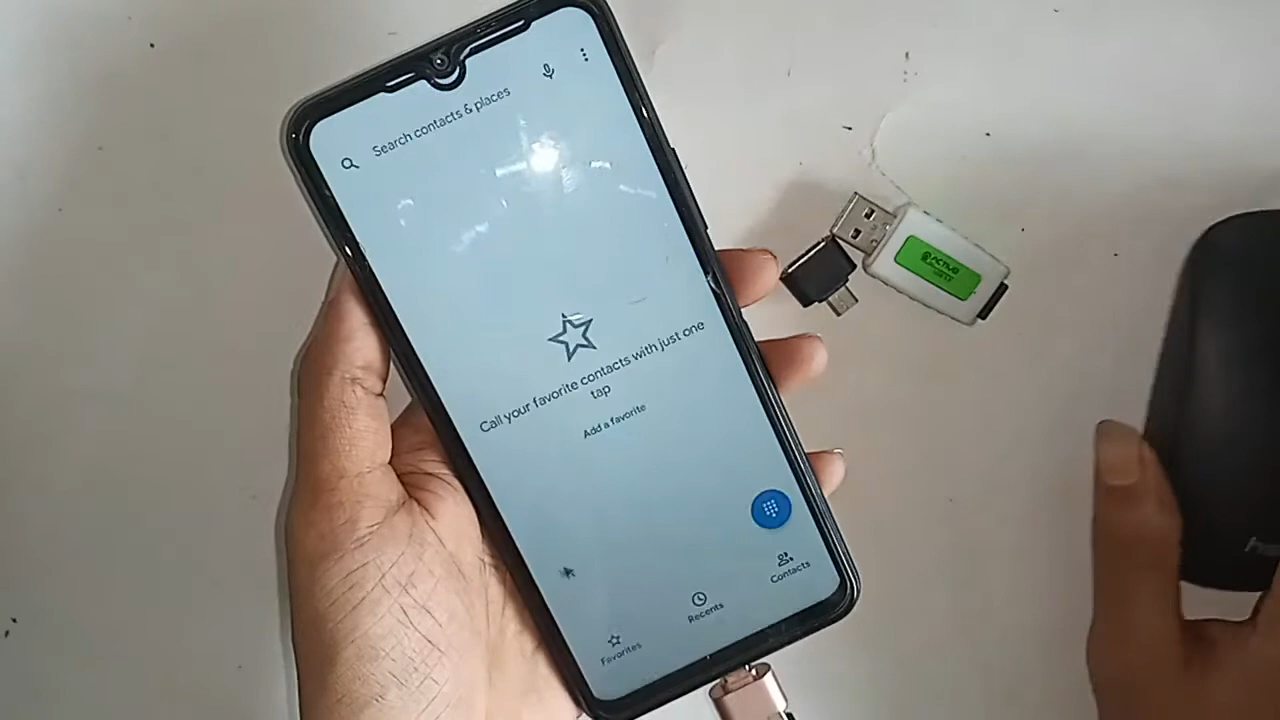 Search contacts & places
Call your favorite contacts with just one
tap
Add a favorite
Contacts
Recents
Favorites